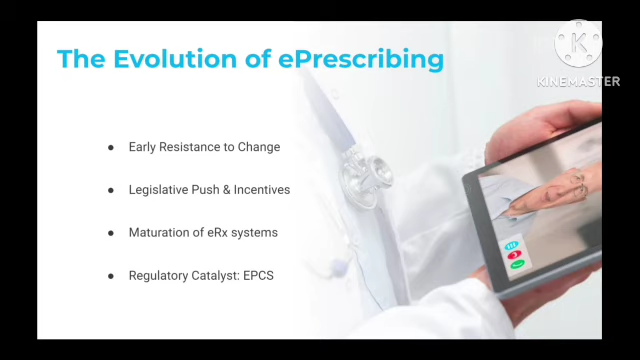 The Evolution of ePrescribing
K
KINEMASTER
Early Resistance to Change
Legislative Push & Incentives
Maturation of eRx systems
Regulatory Catalyst: EPCS